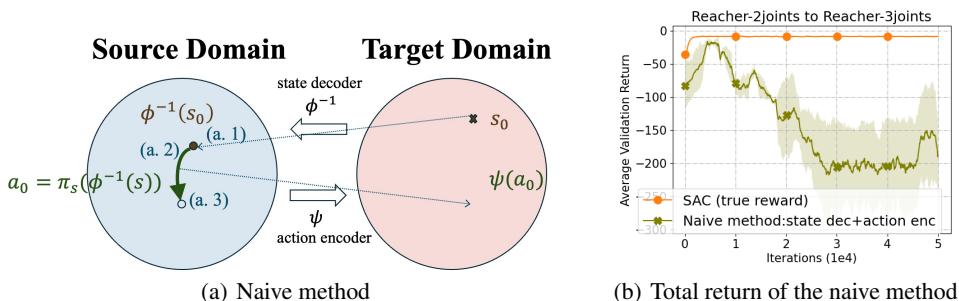 Source Domain
Target Domain
state decoder
ϕ⁻¹
ϕ⁻¹(s₀)
(a. 1)
(a. 2)
a₀ = πₛ(ϕ⁻¹(s))
(a. 3)
s₀
ψ(a₀)
ψ
action encoder
(a) Naive method
Reacher-2joints to Reacher-3joints
Average Validation Return
0
−50
−100
−150
−200
−250
−300
SAC (true reward)
Naive method:state dec+action enc
0 1 2 3 4 5
Iterations (1e4)
(b) Total return of the naive method